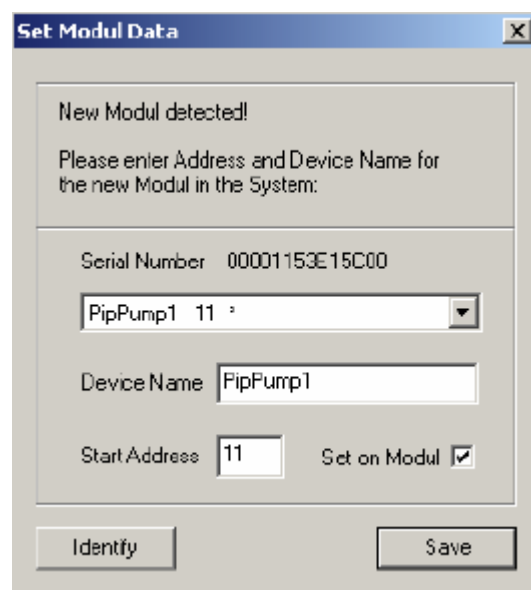 Set Modul Data
New Modul detected!
Please enter Address and Device Name for
the new Modul in the System:
Serial Number 00001153E15C00
PipPump1 11
Device Name PipPump1
Start Address 11 Set on Modul
Identify Save